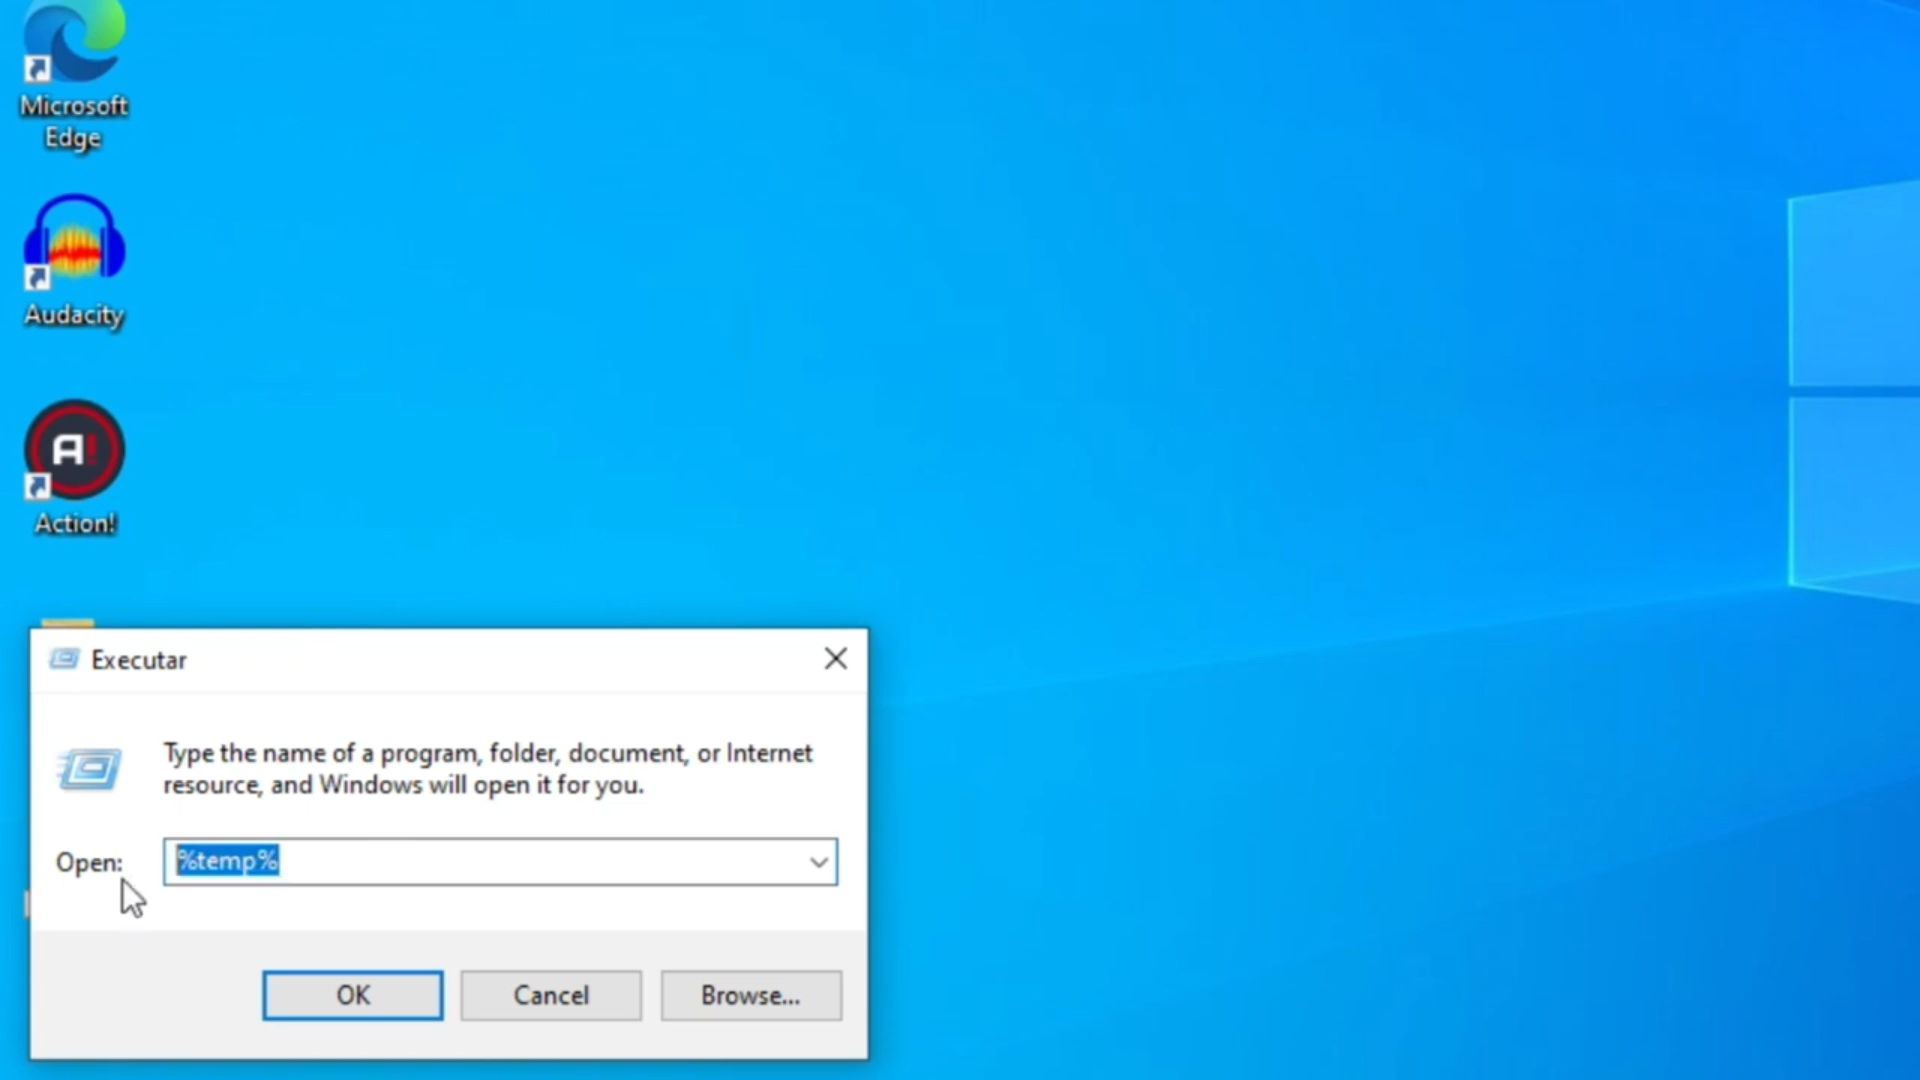 Microsoft
Edge
Audacity
A!
Action!
Executar
Type the name of a program, folder, document, or Internet
resource, and Windows will open it for you.
Open:
%temp%
OK
Cancel
Browse...